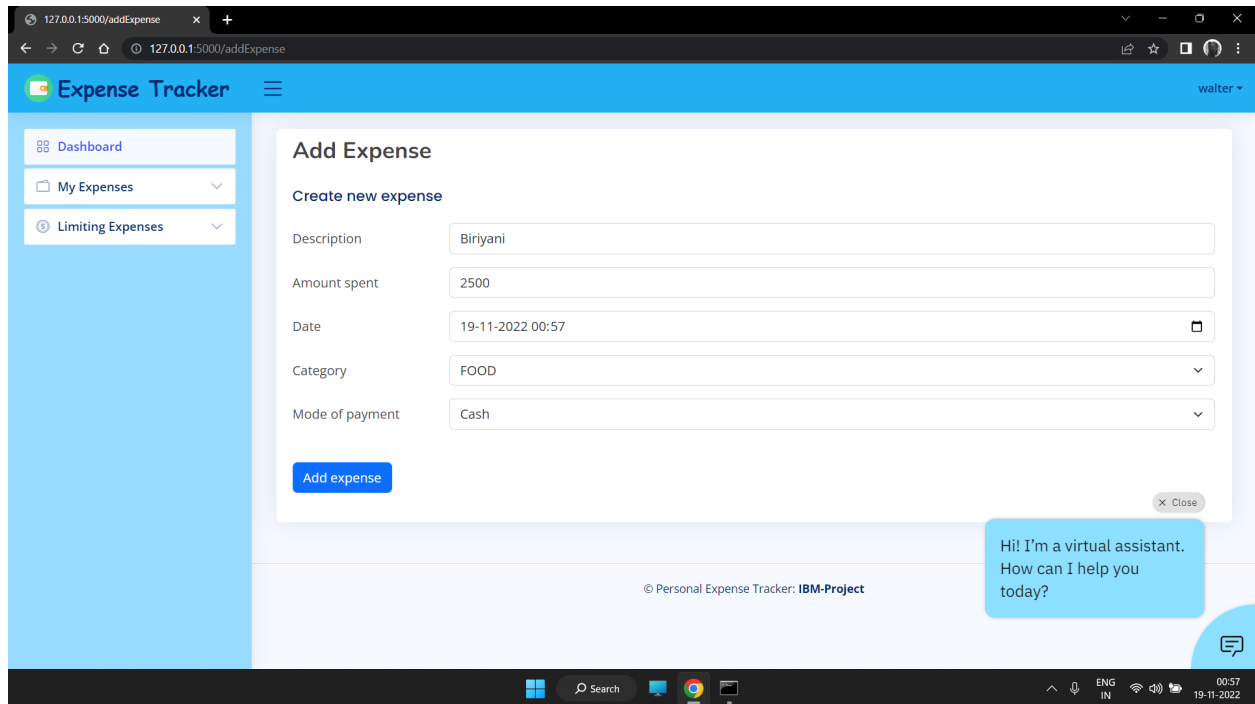 127.0.0.1:5000/addExpense
127.0.0.1:5000/addExpense
Expense Tracker
walter
Dashboard
My Expenses
Limiting Expenses
Add Expense
Create new expense
Description
Biriyani
Amount spent
2500
Date
19-11-2022 00:57
Category
FOOD
Mode of payment
Cash
Add expense
× Close
Hi! I'm a virtual assistant.
How can I help you
today?
© Personal Expense Tracker: IBM-Project
Search
ENG
IN
00:57
19-11-2022